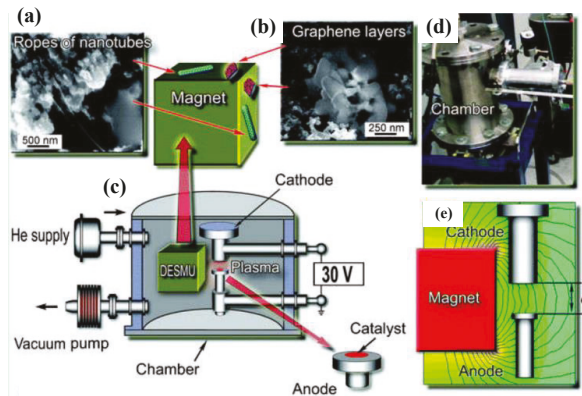 (a)
Ropes of nanotubes
500 nm
Magnet
(b)
Graphene layers
250 nm
(d)
Chamber
(c)
Cathode
He supply
DESMU
Plasma
30 V
Vacuum pump
Chamber
Catalyst
Anode
(e)
Cathode
Magnet
Anode